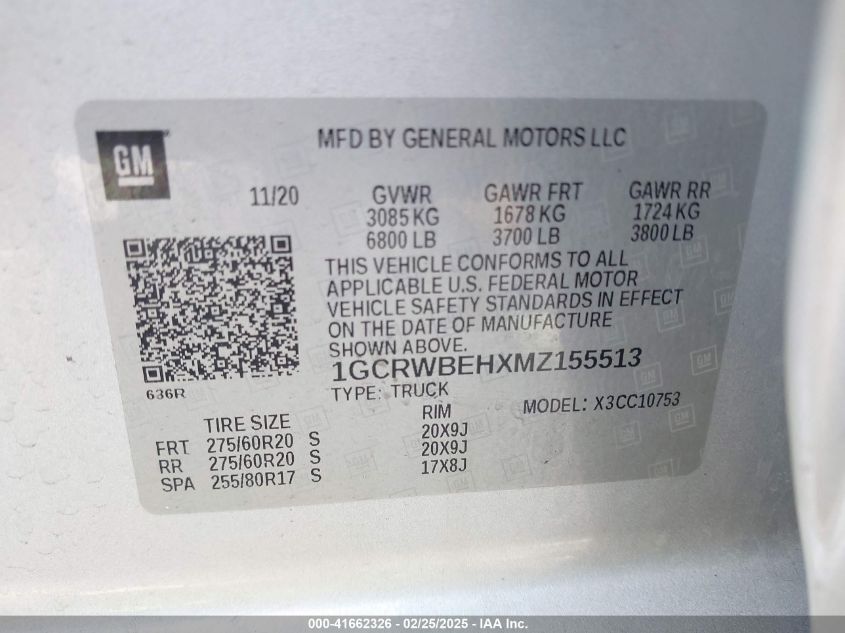 GM
MFD BY GENERAL MOTORS LLC
11/20 GVWR GAWR FRT GAWR RR
3085 KG 1678 KG 1724 KG
6800 LB 3700 LB 3800 LB
THIS VEHICLE CONFORMS TO ALL
APPLICABLE U.S. FEDERAL MOTOR
VEHICLE SAFETY STANDARDS IN EFFECT
ON THE DATE OF MANUFACTURE
SHOWN ABOVE.
1GCRWBEHXMZ155513
636R
TYPE: TRUCK
MODEL: X3CC10753
TIRE SIZE RIM
FRT 275/60R20 S 20X9J
RR 275/60R20 S 20X9J
SPA 255/80R17 S 17X8J
000-41662326 - 02/25/2025 - IAA Inc.